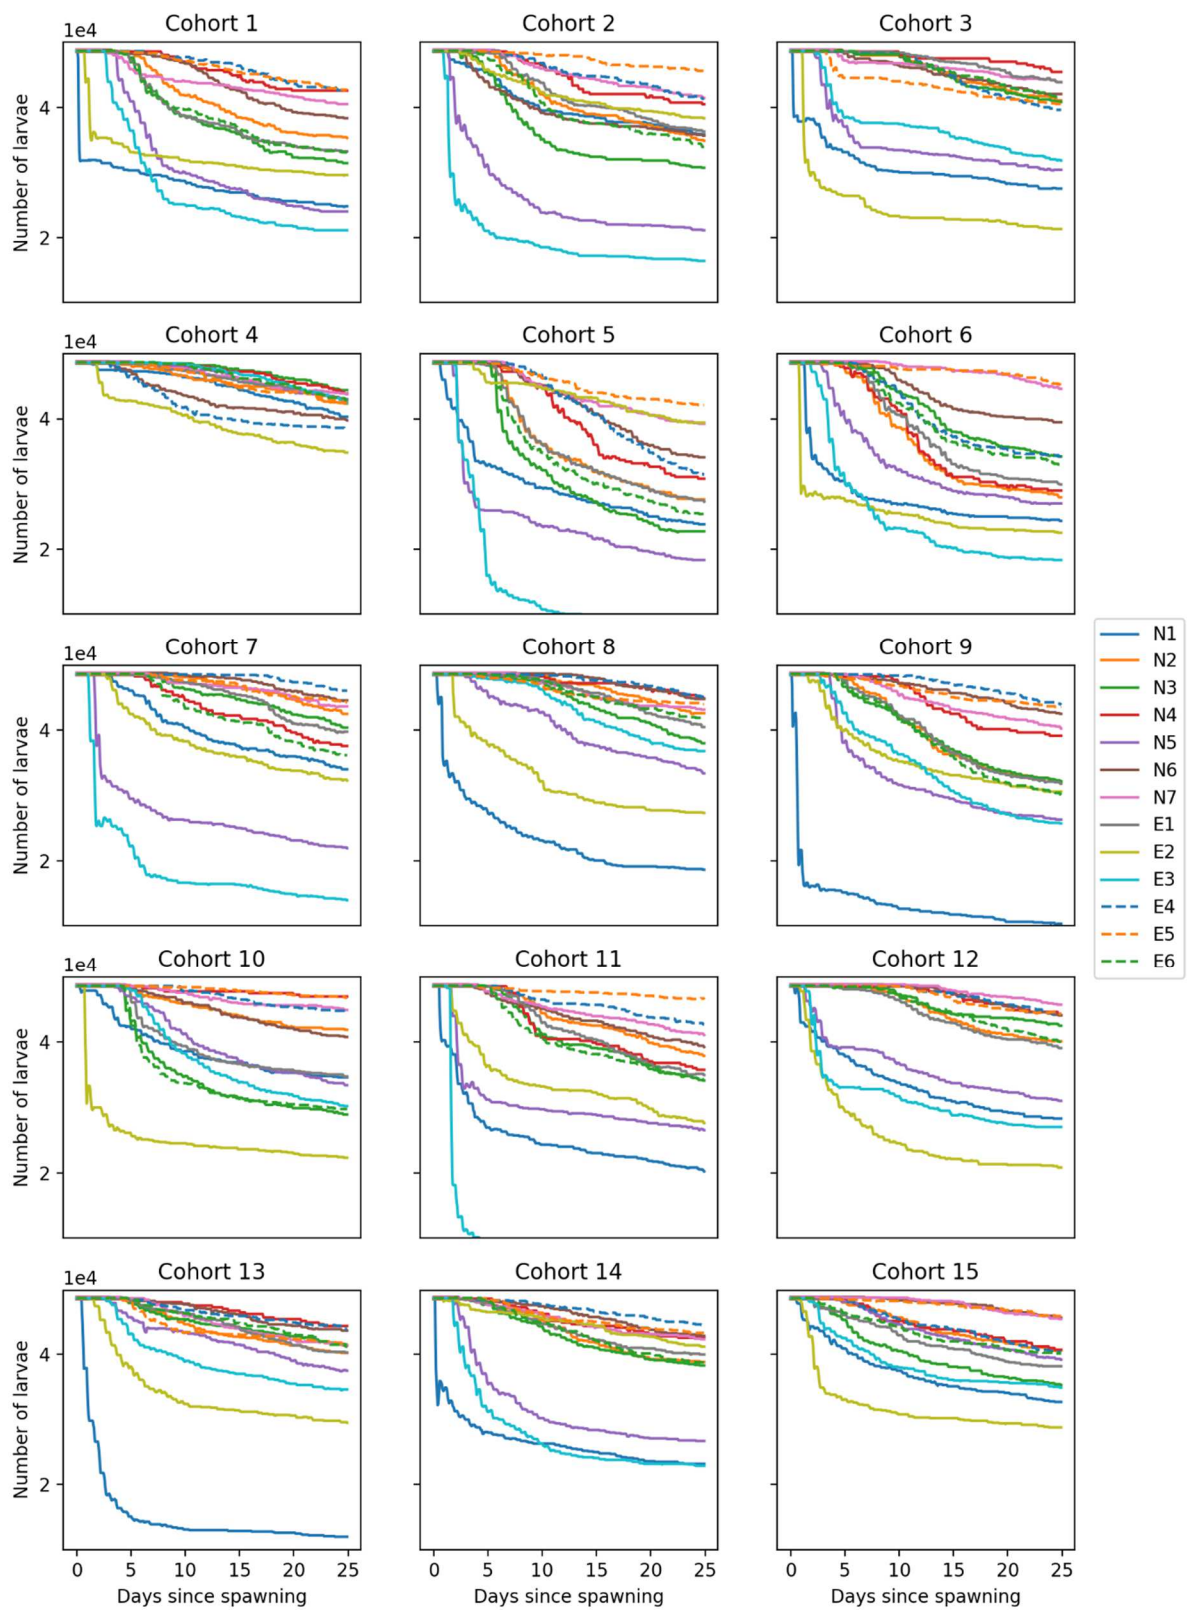 Cohort 1
Cohort 2
Cohort 3
1e4
4
2
Number of larvae
Cohort 4
Cohort 5
Cohort 6
1e4
4
2
Number of larvae
Cohort 7
Cohort 8
Cohort 9
1e4
4
2
Number of larvae
N1
N2
N3
N4
N5
N6
N7
E1
E2
E3
E4
E5
E6
Cohort 10
Cohort 11
Cohort 12
1e4
4
2
Number of larvae
Cohort 13
Cohort 14
Cohort 15
1e4
4
2
Number of larvae
0 5 10 15 20 25
0 5 10 15 20 25
0 5 10 15 20 25
Days since spawning
Days since spawning
Days since spawning